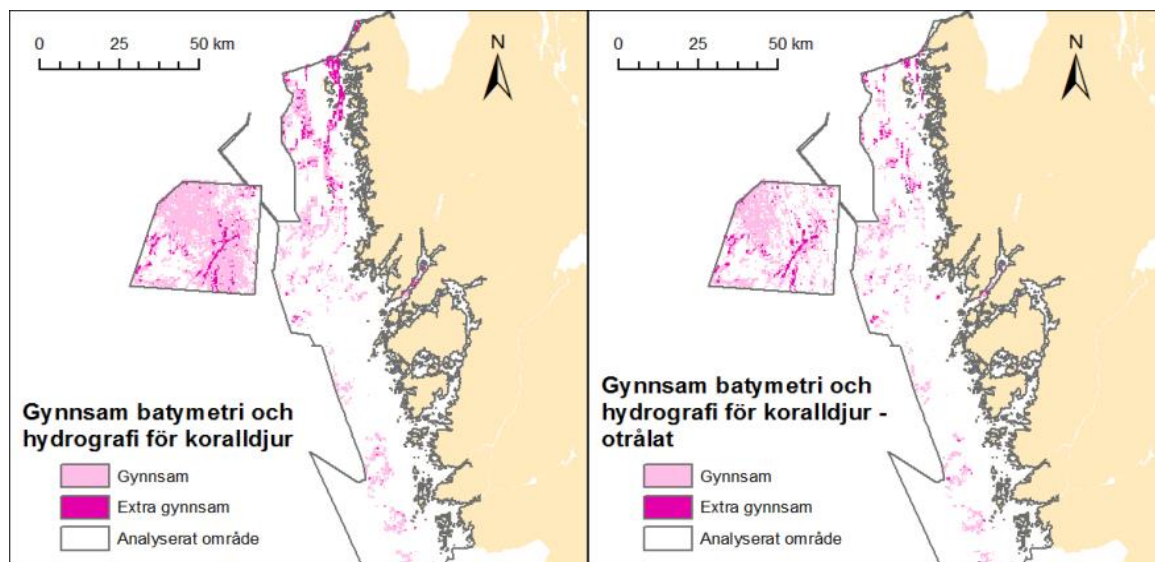 0 25 50 km
N
Gynnsam batymetri och
hydrografi för koralldjur
Gynnsam
Extra gynnsam
Analyserat område
0 25 50 km
N
Gynnsam batymetri och
hydrografi för koralldjur -
otrålat
Gynnsam
Extra gynnsam
Analyserat område